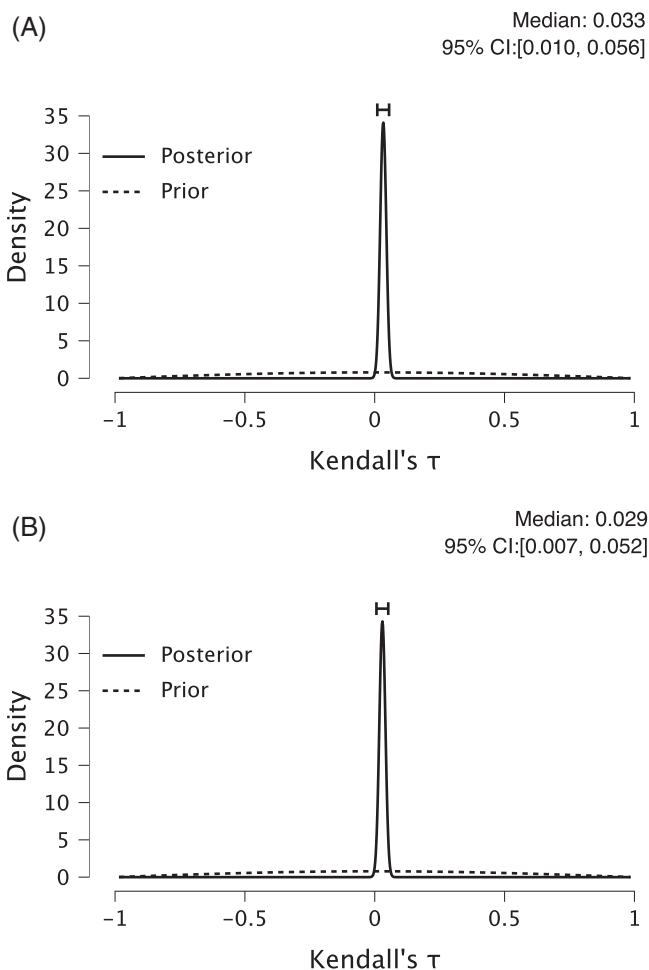 (A)
Median: 0.033
95% CI:[0.010, 0.056]
35
30
25
20
15
10
5
0
Density
Posterior
Prior
-1 -0.5 0 0.5 1
Kendall's τ
(B)
Median: 0.029
95% CI:[0.007, 0.052]
35
30
25
20
15
10
5
0
Density
Posterior
Prior
-1 -0.5 0 0.5 1
Kendall's τ